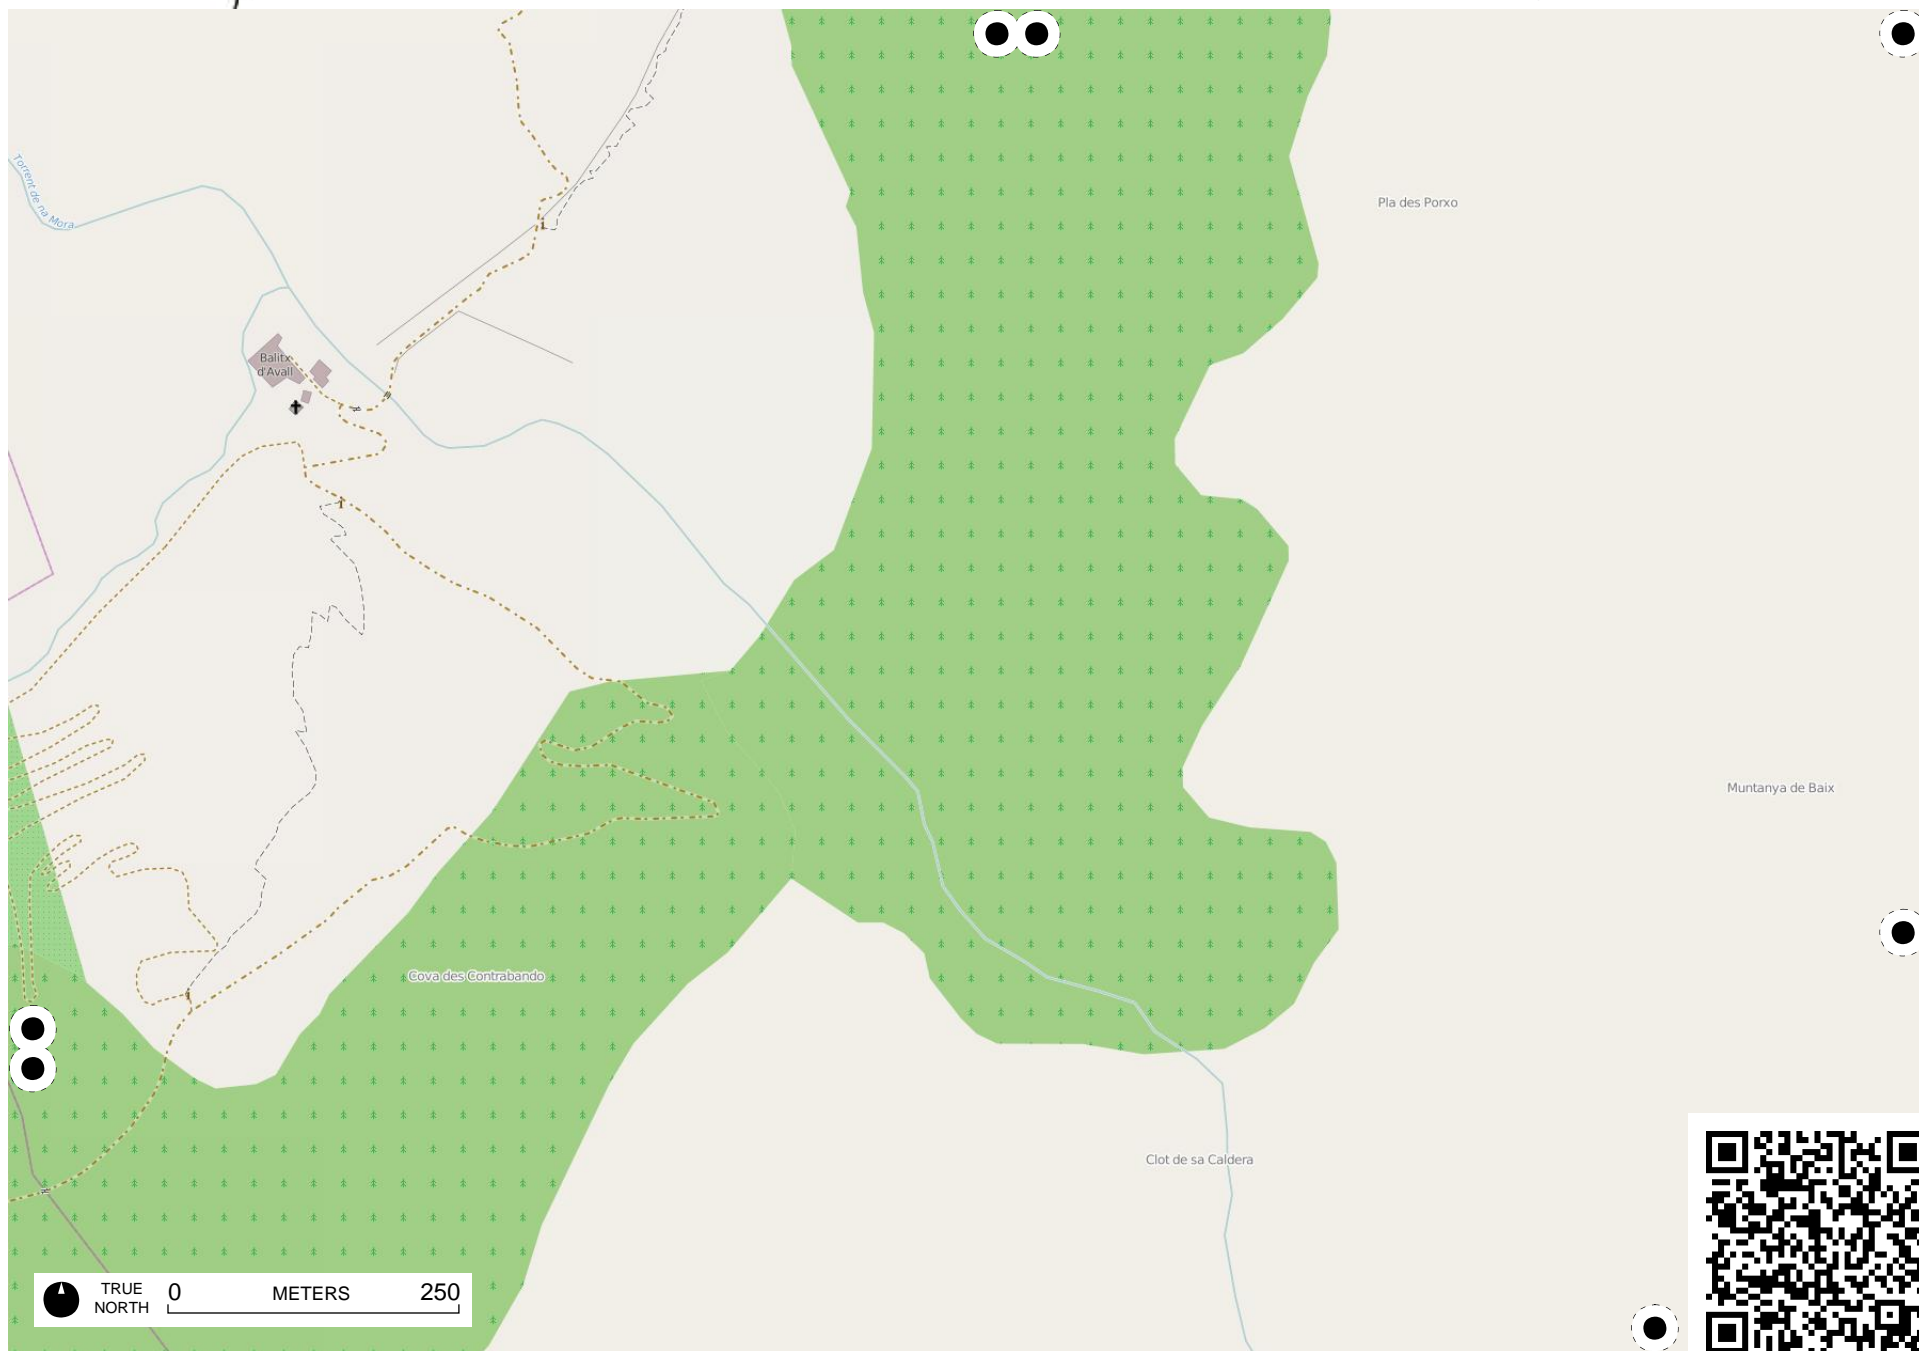 Torrent de na Mora
Pla des Porxo
Balitx
d'Avall
Muntanya de Baix
Cova des Contrabando
Clot de sa Caldera
TRUE
NORTH
0 METERS 250